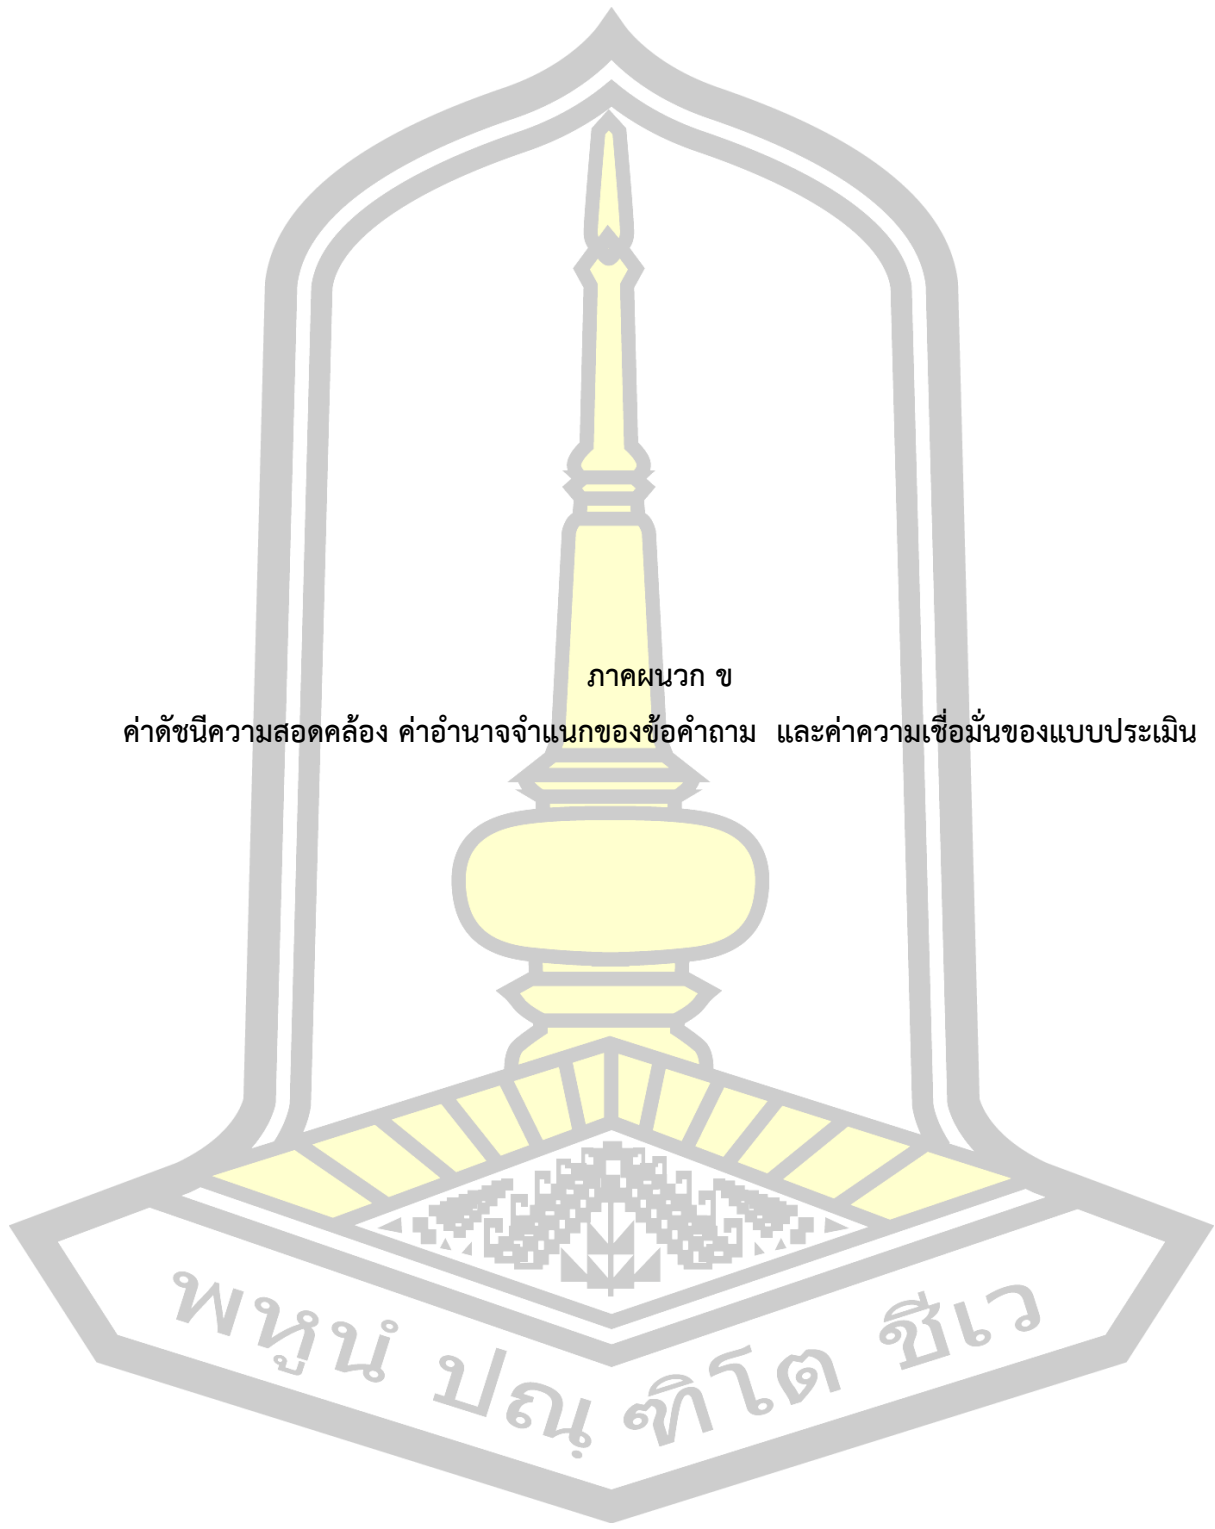 ภาคผนวก ข
ค่าดัชนีความสอดคล้อง ค่าอำนาจจำแนกของข้อคำถาม และค่าความเชื่อมั่นของแบบประเมิน
พหูนํ ปณฺ ฑิโต ชีเว